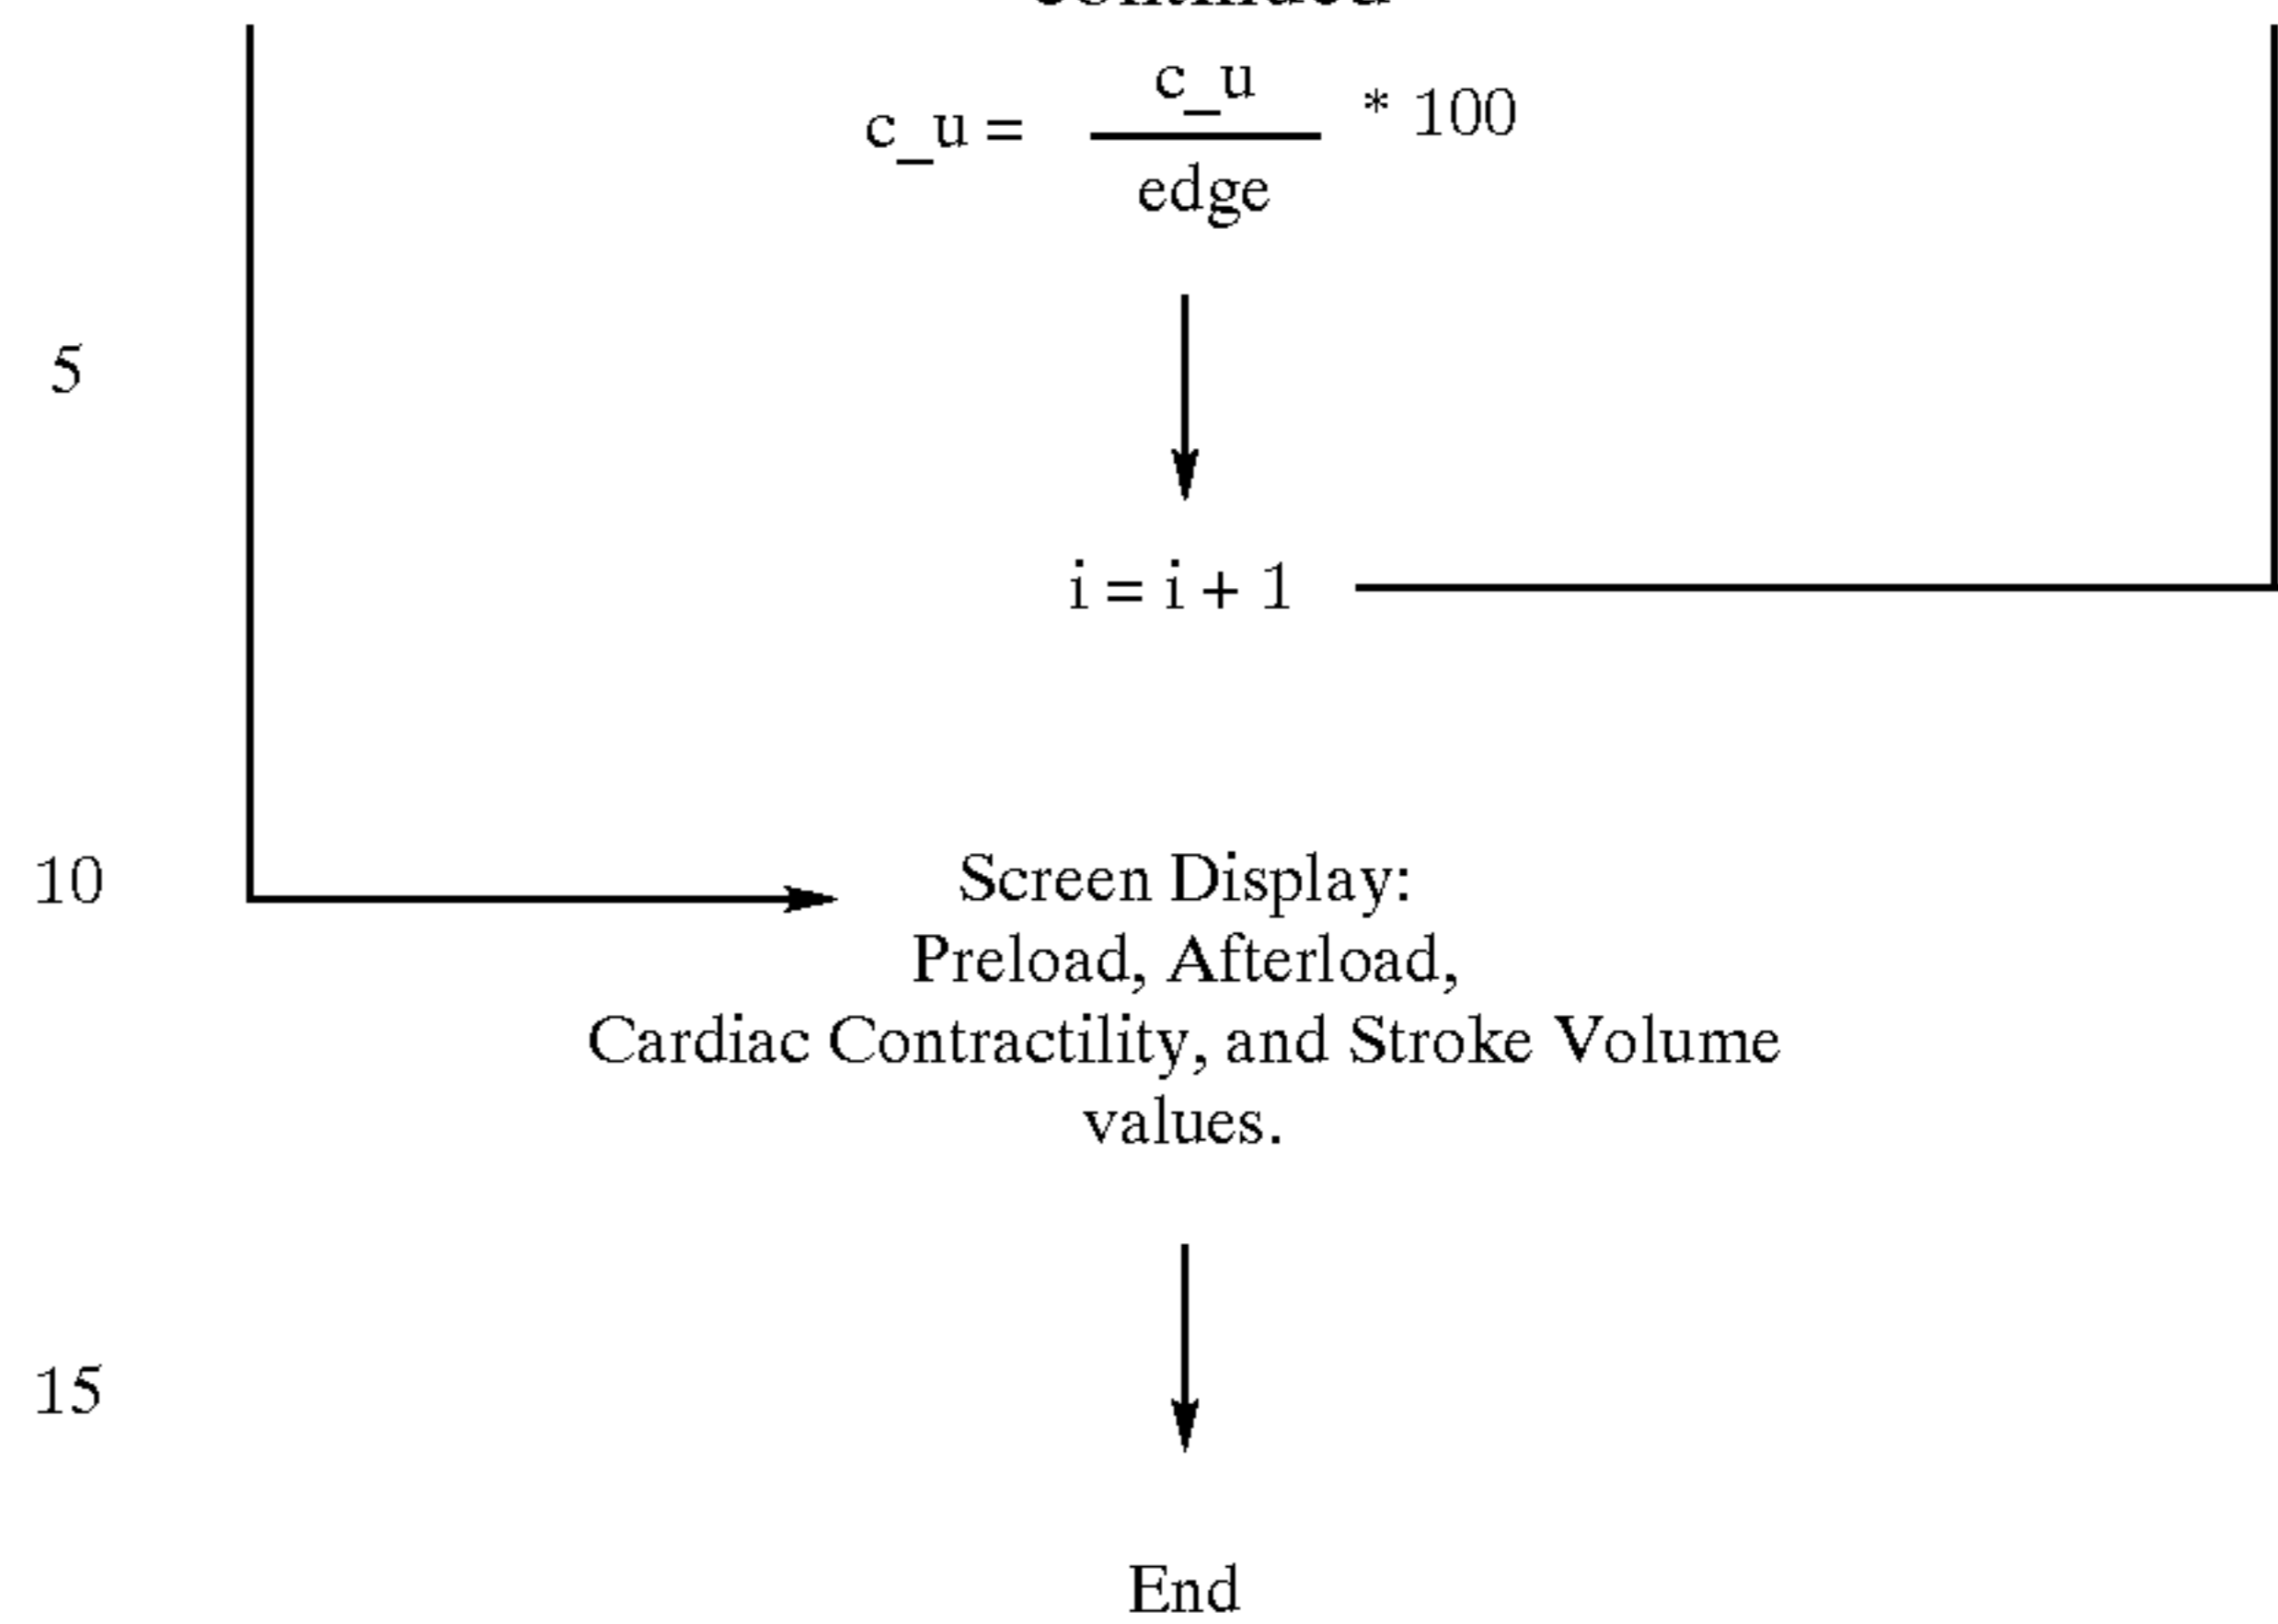 c_u = c_u / edge * 100
5
i = i + 1
10
Screen Display:
Preload, Afterload,
Cardiac Contractility, and Stroke Volume
values.
15
End